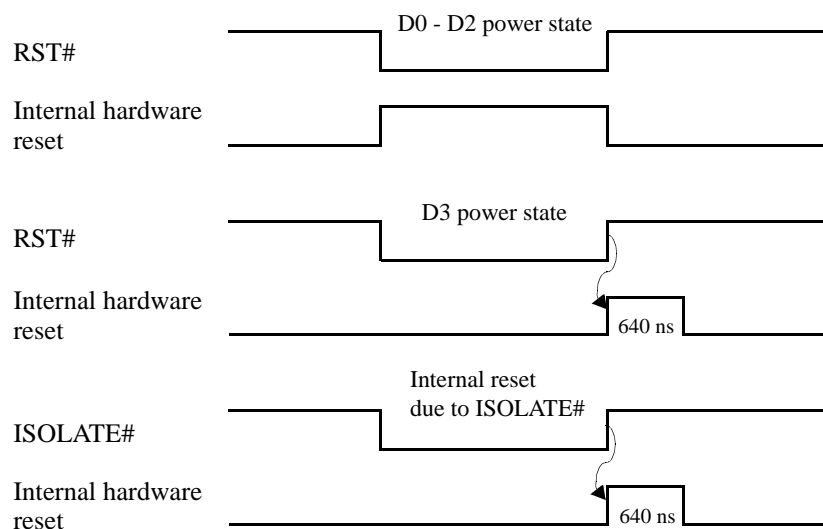 D0 - D2 power state
RST#
Internal hardware
reset
D3 power state
RST#
Internal hardware
reset
640 ns
Internal reset
due to ISOLATE#
ISOLATE#
Internal hardware
reset
640 ns